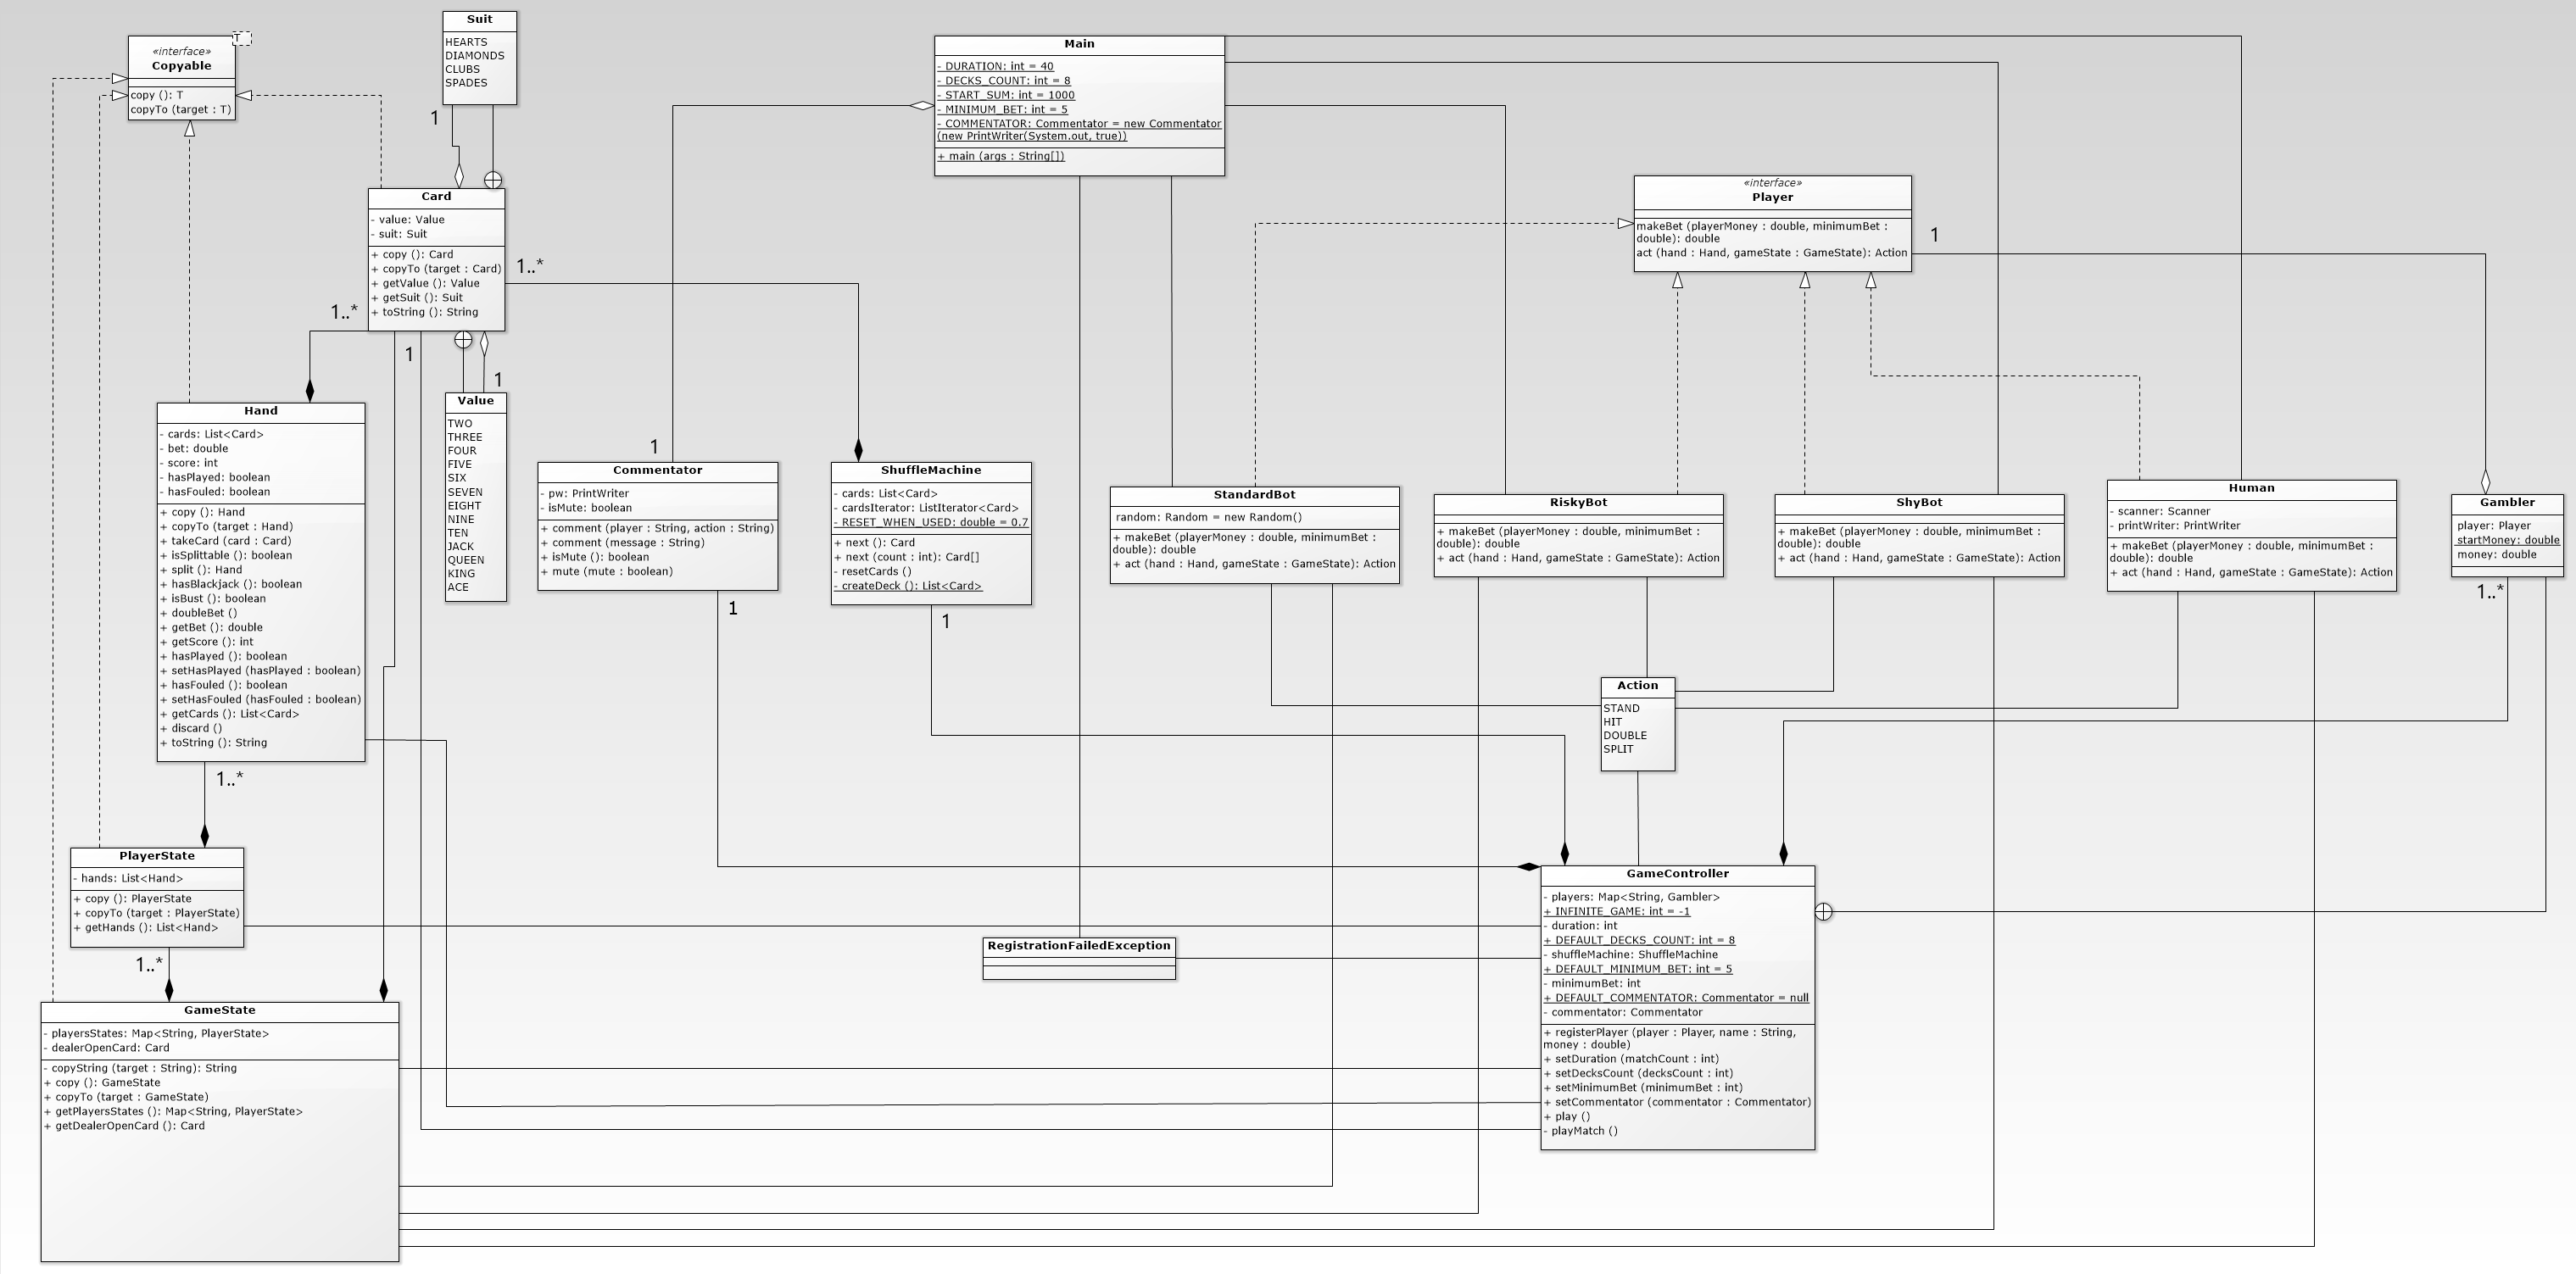 Suit
HEARTS
DIAMONDS
CLUBS
SPADES
1
T
«interface»
Copyable
copy (): T
copyTo (target : T)
Main
- DURATION: int = 40
- DECKS_COUNT: int = 8
- START_SUM: int = 1000
- MINIMUM_BET: int = 5
- COMMENTATOR: Commentator = new Commentator
(new PrintWriter(System.out, true))
+ main (args : String[])
Card
- value: Value
- suit: Suit
+ copy (): Card
+ copyTo (target : Card)
+ getValue (): Value
+ getSuit (): Suit
+ toString (): String
1..*
1..*
1
1
«interface»
Player
makeBet (playerMoney : double, minimumBet :
double): double
act (hand : Hand, gameState : GameState): Action
1
Hand
- cards: List<Card>
- bet: double
- score: int
- hasPlayed: boolean
- hasFouled: boolean
+ copy (): Hand
+ copyTo (target : Hand)
+ takeCard (card : Card)
+ isSplittable (): boolean
+ split (): Hand
+ hasBlackjack (): boolean
+ isBust (): boolean
+ doubleBet ()
+ getBet (): double
+ getScore (): int
+ hasPlayed (): boolean
+ setHasPlayed (hasPlayed : boolean)
+ hasFouled (): boolean
+ setHasFouled (hasFouled : boolean)
+ getCards (): List<Card>
+ discard ()
+ toString (): String
1..*
Value
TWO
THREE
FOUR
FIVE
SIX
SEVEN
EIGHT
NINE
TEN
JACK
QUEEN
KING
ACE
1
Commentator
- pw: PrintWriter
- isMute: boolean
+ comment (player : String, action : String)
+ comment (message : String)
+ isMute (): boolean
+ mute (mute : boolean)
1
ShuffleMachine
- cards: List<Card>
- cardsIterator: ListIterator<Card>
- RESET_WHEN_USED: double = 0.7
+ next (): Card
+ next (count : int): Card[]
- resetCards ()
- createDeck (): List<Card>
1
StandardBot
random: Random = new Random()
+ makeBet (playerMoney : double, minimumBet :
double): double
+ act (hand : Hand, gameState : GameState): Action
RiskyBot
+ makeBet (playerMoney : double, minimumBet :
double): double
+ act (hand : Hand, gameState : GameState): Action
ShyBot
+ makeBet (playerMoney : double, minimumBet :
double): double
+ act (hand : Hand, gameState : GameState): Action
Human
- scanner: Scanner
- printWriter: PrintWriter
+ makeBet (playerMoney : double, minimumBet :
double): double
+ act (hand : Hand, gameState : GameState): Action
Gambler
player: Player
startMoney: double
money: double
1..*
Action
STAND
HIT
DOUBLE
SPLIT
PlayerState
- hands: List<Hand>
+ copy (): PlayerState
+ copyTo (target : PlayerState)
+ getHands (): List<Hand>
1..*
RegistrationFailedException
GameController
- players: Map<String, Gambler>
+ INFINITE_GAME: int = -1
- duration: int
+ DEFAULT_DECKS_COUNT: int = 8
- shuffleMachine: ShuffleMachine
+ DEFAULT_MINIMUM_BET: int = 5
- minimumBet: int
+ DEFAULT_COMMENTATOR: Commentator = null
- commentator: Commentator
+ registerPlayer (player : Player, name : String,
money : double)
+ setDuration (matchCount : int)
+ setDecksCount (decksCount : int)
+ setMinimumBet (minimumBet : int)
+ setCommentator (commentator : Commentator)
+ play ()
- playMatch ()
GameState
- playersStates: Map<String, PlayerState>
- dealerOpenCard: Card
- copyString (target : String): String
+ copy (): GameState
+ copyTo (target : GameState)
+ getPlayersStates (): Map<String, PlayerState>
+ getDealerOpenCard (): Card